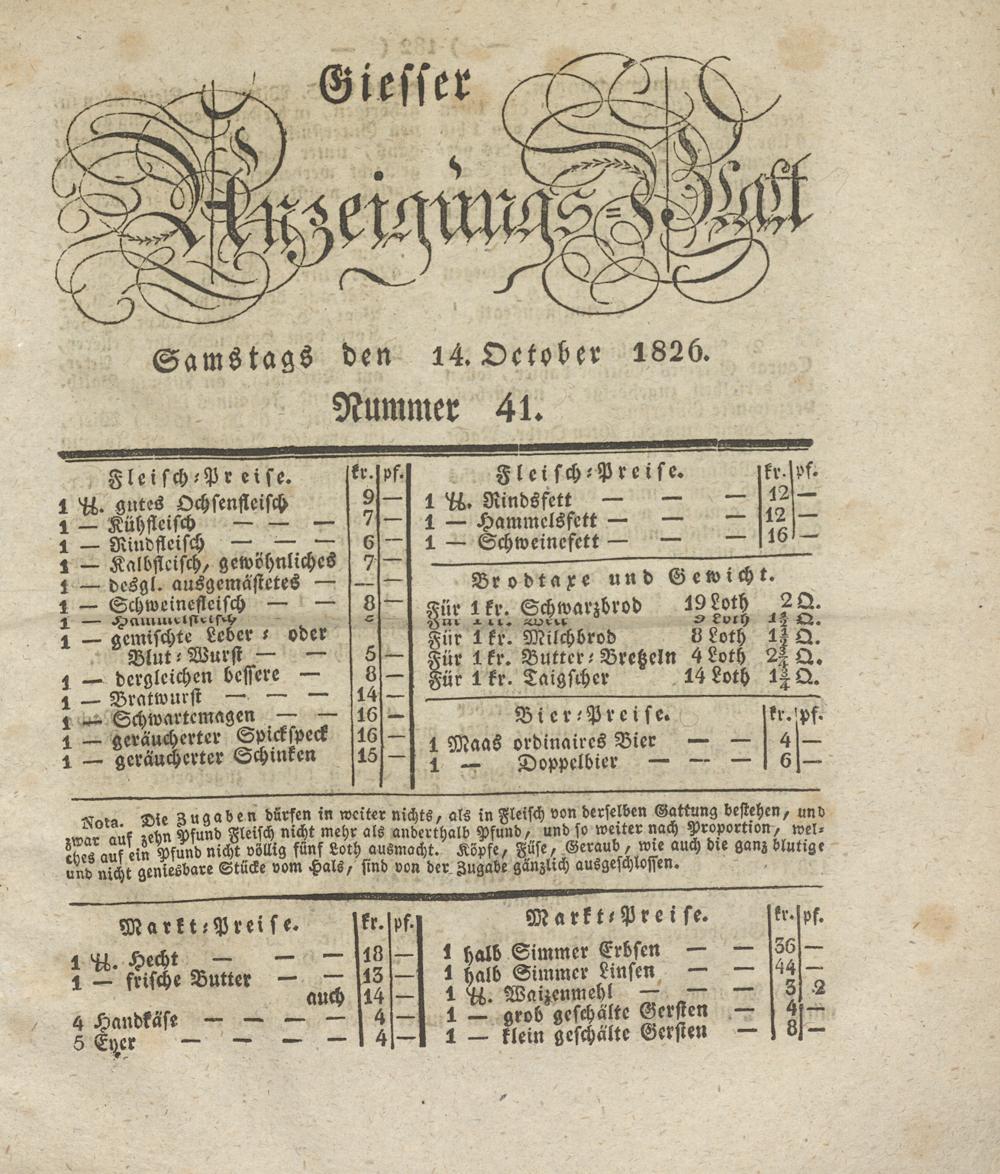 Giesser
Anzeigungs-Blatt
Samstags den 14. October 1826.
Nummer 41.
Fleisch-Preise. kr. pf.
1 ℔. gutes Ochsenfleisch 9 —
1 — Kühfleisch — — — 7 —
1 — Rindfleisch — — — 6 —
1 — Kalbfleisch, gewöhnliches 7 —
1 — desgl. ausgemästetes — — —
1 — Schweinefleisch — — 8 —
1 — Hammelfleisch
1 — gemischte Leber- oder
Blut-Wurst — — 5 —
1 — dergleichen bessere — 8 —
1 — Bratwurst — — — 14 —
1 — Schwartemagen — — 16 —
1 — geräucherter Spickspeck 16 —
1 — geräucherter Schinken 15 —
Fleisch-Preise. kr. pf.
1 ℔. Rindsfett — — — 12 —
1 — Hammelsfett — — — 12 —
1 — Schweinefett — — — 16 —
Brodtaxe und Gewicht.
Für 1 kr. Schwarzbrod 19 Loth 2 Q.
Für 1 kr. Loth Q.
Für 1 kr. Milchbrod 8 Loth 1½ Q.
Für 1 kr. Butter-Bretzeln 4 Loth 2¾ Q.
Für 1 kr. Taigscher 14 Loth 1¾ Q.
Bier-Preise. kr. pf.
1 Maas ordinaires Bier — — 4 —
1 — Doppelbier — — — 6 —
Nota. Die Zugaben dürfen in weiter nichts, als in Fleisch von derselben Gattung bestehen, und
zwar auf zehn Pfund Fleisch nicht mehr als anderthalb Pfund, und so weiter nach Proportion, wel-
ches auf ein Pfund nicht völlig fünf Loth ausmacht. Köpfe, Füse, Geraub, wie auch die ganz blutige
und nicht geniesbare Stücke vom Hals, sind von der Zugabe gänzlich ausgeschlossen.
Markt-Preise. kr. pf.
1 ℔. Hecht — — — 18 —
1 — frische Butter — — 13 —
auch 14 —
4 Handkäse — — — — 4 —
5 Eyer — — — — 4 —
Markt-Preise. kr. pf.
1 halb Simmer Erbsen — — 36 —
1 halb Simmer Linsen — — 44 —
1 ℔. Waizenmehl — — — 3 2
1 — grob geschälte Gersten — 4 —
1 — klein geschälte Gersten — 8 —